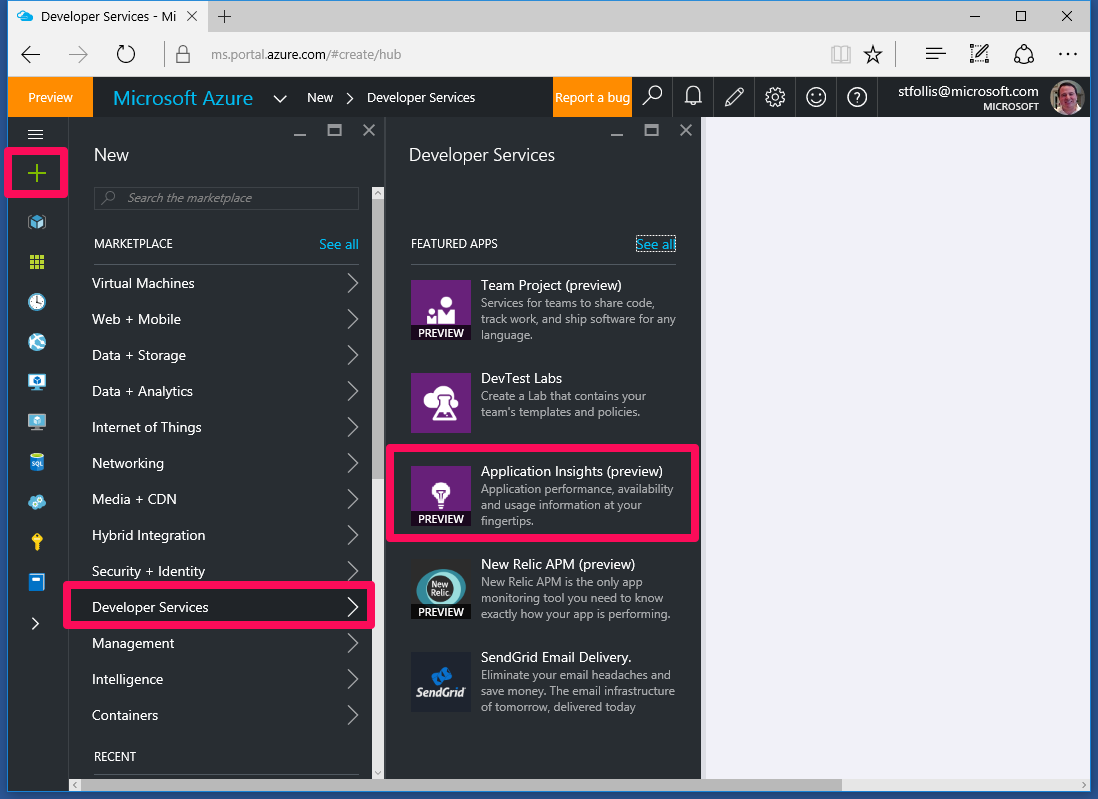 Developer Services - Mi
ms.portal.azure.com/#create/hub
Preview
Microsoft Azure
New
Developer Services
Report a bug
stfollis@microsoft.com
MICROSOFT
New
Search the marketplace
MARKETPLACE
See all
Virtual Machines
Web + Mobile
Data + Storage
Data + Analytics
Internet of Things
Networking
Media + CDN
Hybrid Integration
Security + Identity
Developer Services
Management
Intelligence
Containers
RECENT
SQL
Developer Services
FEATURED APPS
See all
PREVIEW
Team Project (preview)
Services for teams to share code,
track work, and ship software for any
language.
DevTest Labs
Create a Lab that contains your
team's templates and policies.
PREVIEW
Application Insights (preview)
Application performance, availability
and usage information at your
fingertips.
New
Relic.
PREVIEW
New Relic APM (preview)
New Relic APM is the only app
monitoring tool you need to know
exactly how your app is performing.
SendGrid
SendGrid Email Delivery.
Eliminate your email headaches and
save money. The email infrastructure
of tomorrow, delivered today